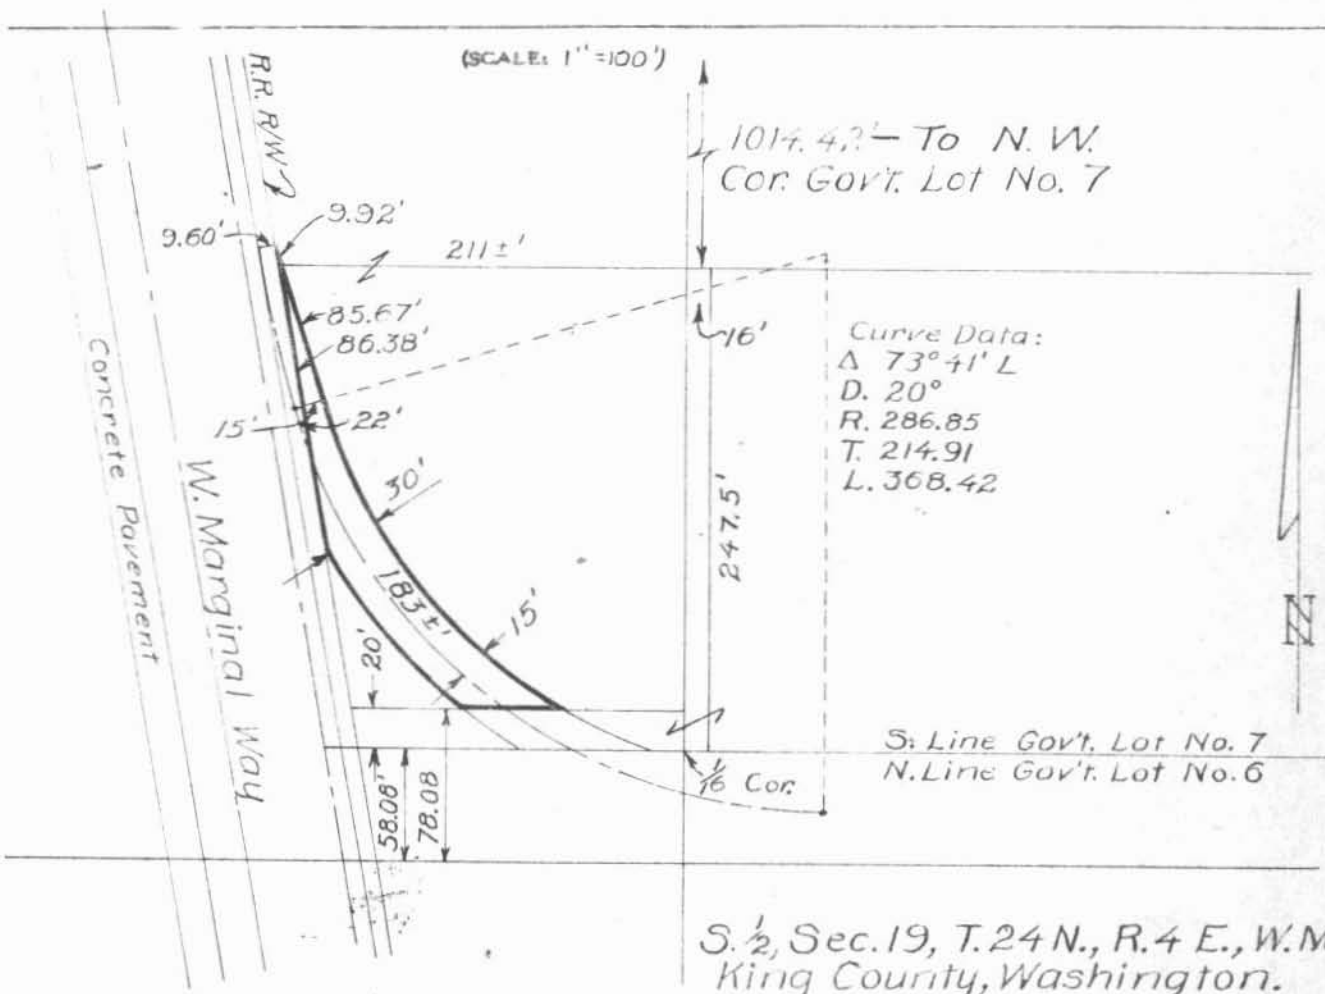 (SCALE: 1"=100')
R.R. R/W
1014.42' - To N. W.
Cor. Gov't. Lot No. 7
9.92'
9.60'
211±'
85.67'
86.38'
16'
Curve Data:
Δ 73°41' L
D. 20°
R. 286.85
T. 214.91
L. 368.42
15'
22'
30'
247.5'
Concrete Pavement
W. Marginal Way
183±'
15'
20'
N
S. Line Gov't. Lot No. 7
N. Line Gov't. Lot No. 6
1/16 Cor.
58.08'
78.08
S. 1/2, Sec. 19, T. 24 N., R. 4 E., W.M.
King County, Washington.